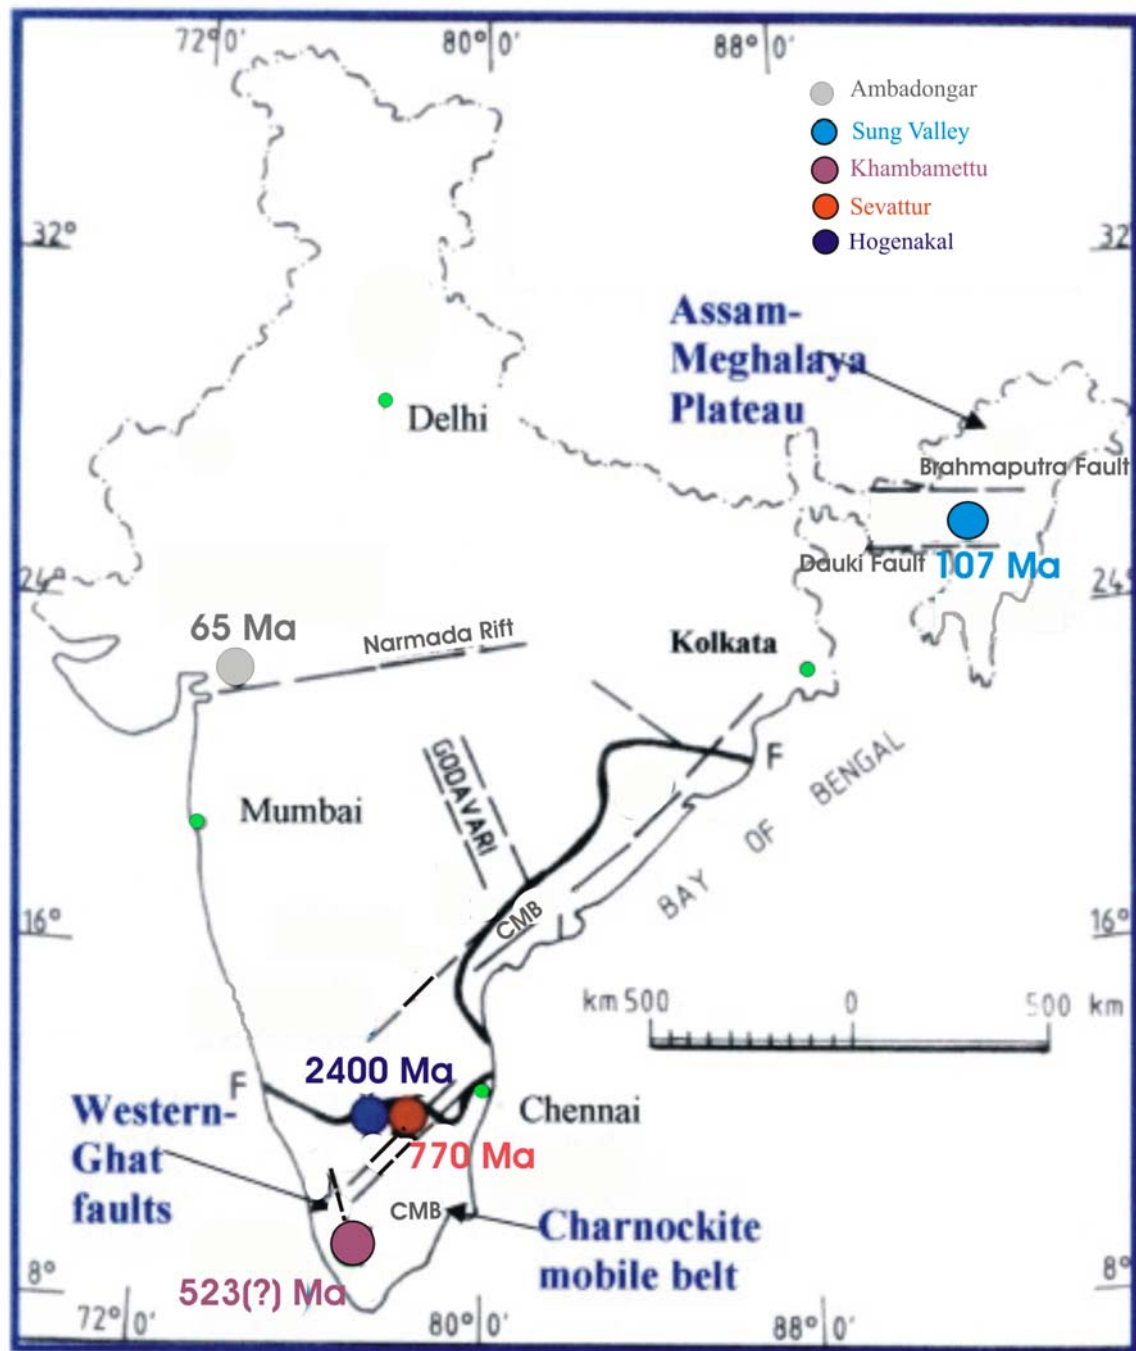 72°0'
80°0'
88°0'
Ambadongar
Sung Valley
Khambamettu
Sevattur
Hogenakal
32°
32°
Assam-
Meghalaya
Plateau
Delhi
Brahmaputra Fault
Dauki Fault
107 Ma
24°
24°
65 Ma
Narmada Rift
Kolkata
GODAVARI
F
BAY OF BENGAL
Mumbai
CMB
16°
16°
km 500
0
500 km
2400 Ma
F
Western-
Ghat
faults
Chennai
770 Ma
CMB
Charnockite
mobile belt
523(?) Ma
8°
8°
72°0'
80°0'
88°0'